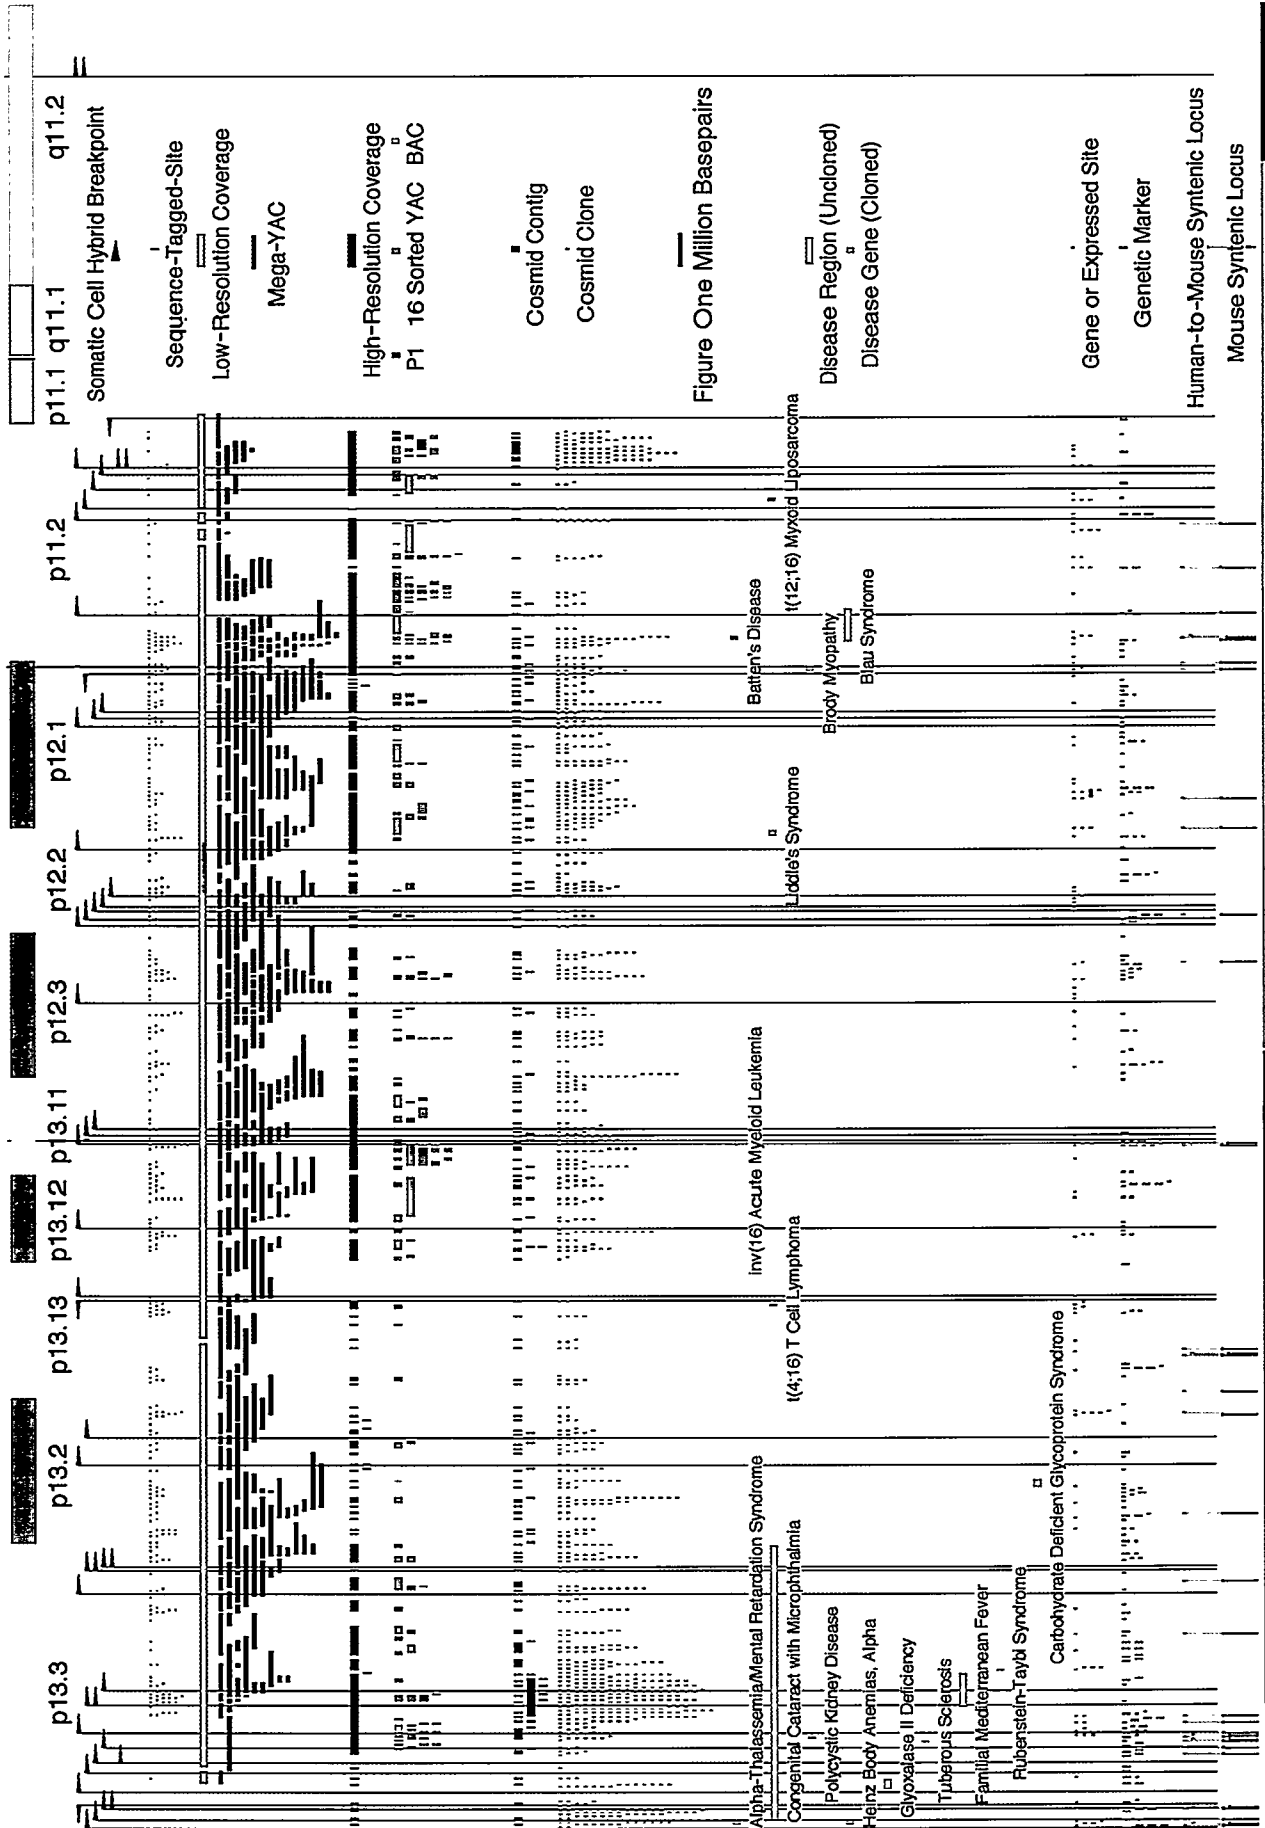 p13.3
p13.2
p13.13
p13.12
p13.11
p12.3
p12.2
p12.1
p11.2
p11.1
q11.1
q11.2
Somatic Cell Hybrid Breakpoint
Sequence-Tagged-Site
Low-Resolution Coverage
Mega-YAC
High-Resolution Coverage
P1 16 Sorted YAC BAC
Cosmid Contig
Cosmid Clone
Figure One Million Basepairs
Disease Region (Uncloned)
Disease Gene (Cloned)
Gene or Expressed Site
Genetic Marker
Human-to-Mouse Syntenic Locus
Mouse Syntenic Locus
Alpha-Thalassemia/Mental Retardation Syndrome
inv(16) Acute Myeloid Leukemia
Batten's Disease
Congenital Cataract with Microphthalmia
t(4;16) T Cell Lymphoma
Liddle's Syndrome
t(12;16) Myxoid Liposarcoma
Polycystic Kidney Disease
Brody Myopathy
Heinz Body Anemias, Alpha
Blau Syndrome
Glyoxalase II Deficiency
Tuberous Sclerosis
Familial Mediterranean Fever
Rubenstein-Taybi Syndrome
Carbohydrate Deficient Glycoprotein Syndrome